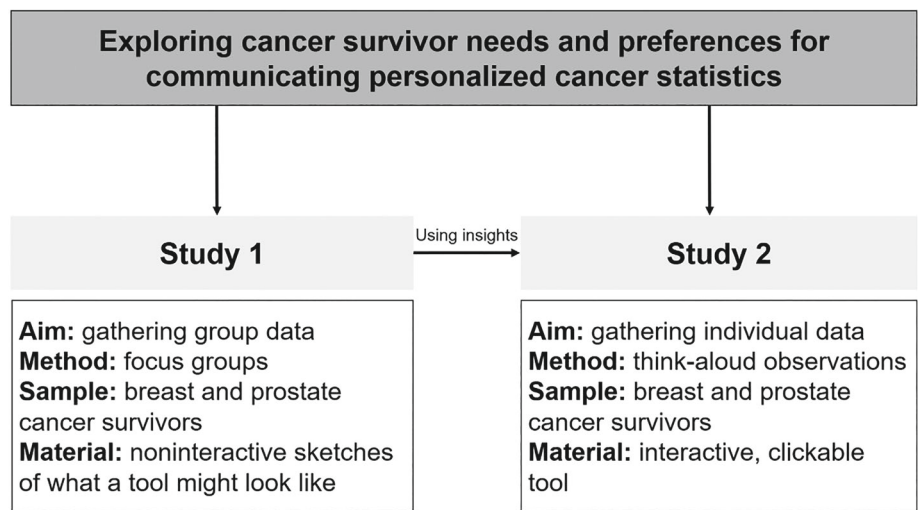 Exploring cancer survivor needs and preferences for
communicating personalized cancer statistics
Study 1
Using insights
Study 2
Aim: gathering group data
Method: focus groups
Sample: breast and prostate
cancer survivors
Material: noninteractive sketches
of what a tool might look like
Aim: gathering individual data
Method: think-aloud observations
Sample: breast and prostate
cancer survivors
Material: interactive, clickable
tool